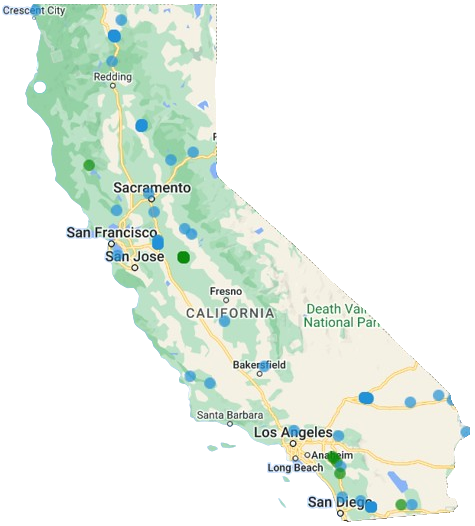 Crescent City
Redding
Sacramento
San Francisco
San Jose
Fresno
CALIFORNIA
Death
National Park
Bakersfield
Santa Barbara
Los Angeles
Anaheim
Long Beach
San Diego